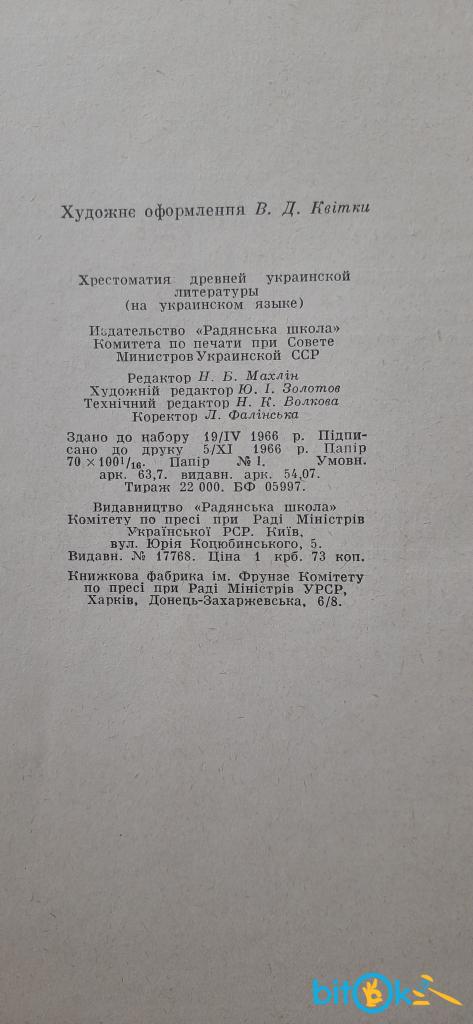 Художнє оформлення В. Д. Квітки
Хрестоматия древней украинской
литературы
(на украинском языке)
Издательство «Радянська школа»
Комитета по печати при Совете
Министров Украинской ССР
Редактор Н. Б. Махлін
Художній редактор Ю. І. Золотов
Технічний редактор Н. К. Волкова
Коректор Л. Фалінська
Здано до набору 19/IV 1966 р. Підпи-
сано до друку 5/XI 1966 р. Папір
70 × 100¹/₁₆. Папір № 1. Умовн.
арк. 63,7. видавн. арк. 54,07.
Тираж 22 000. БФ 05997.
Видавництво «Радянська школа»
Комітету по пресі при Раді Міністрів
Української РСР. Київ,
вул. Юрія Коцюбинського, 5.
Видавн. № 17768. Ціна 1 крб. 73 коп.
Книжкова фабрика ім. Фрунзе Комітету
по пресі при Раді Міністрів УРСР,
Харків, Донець-Захаржевська, 6/8.
bitok